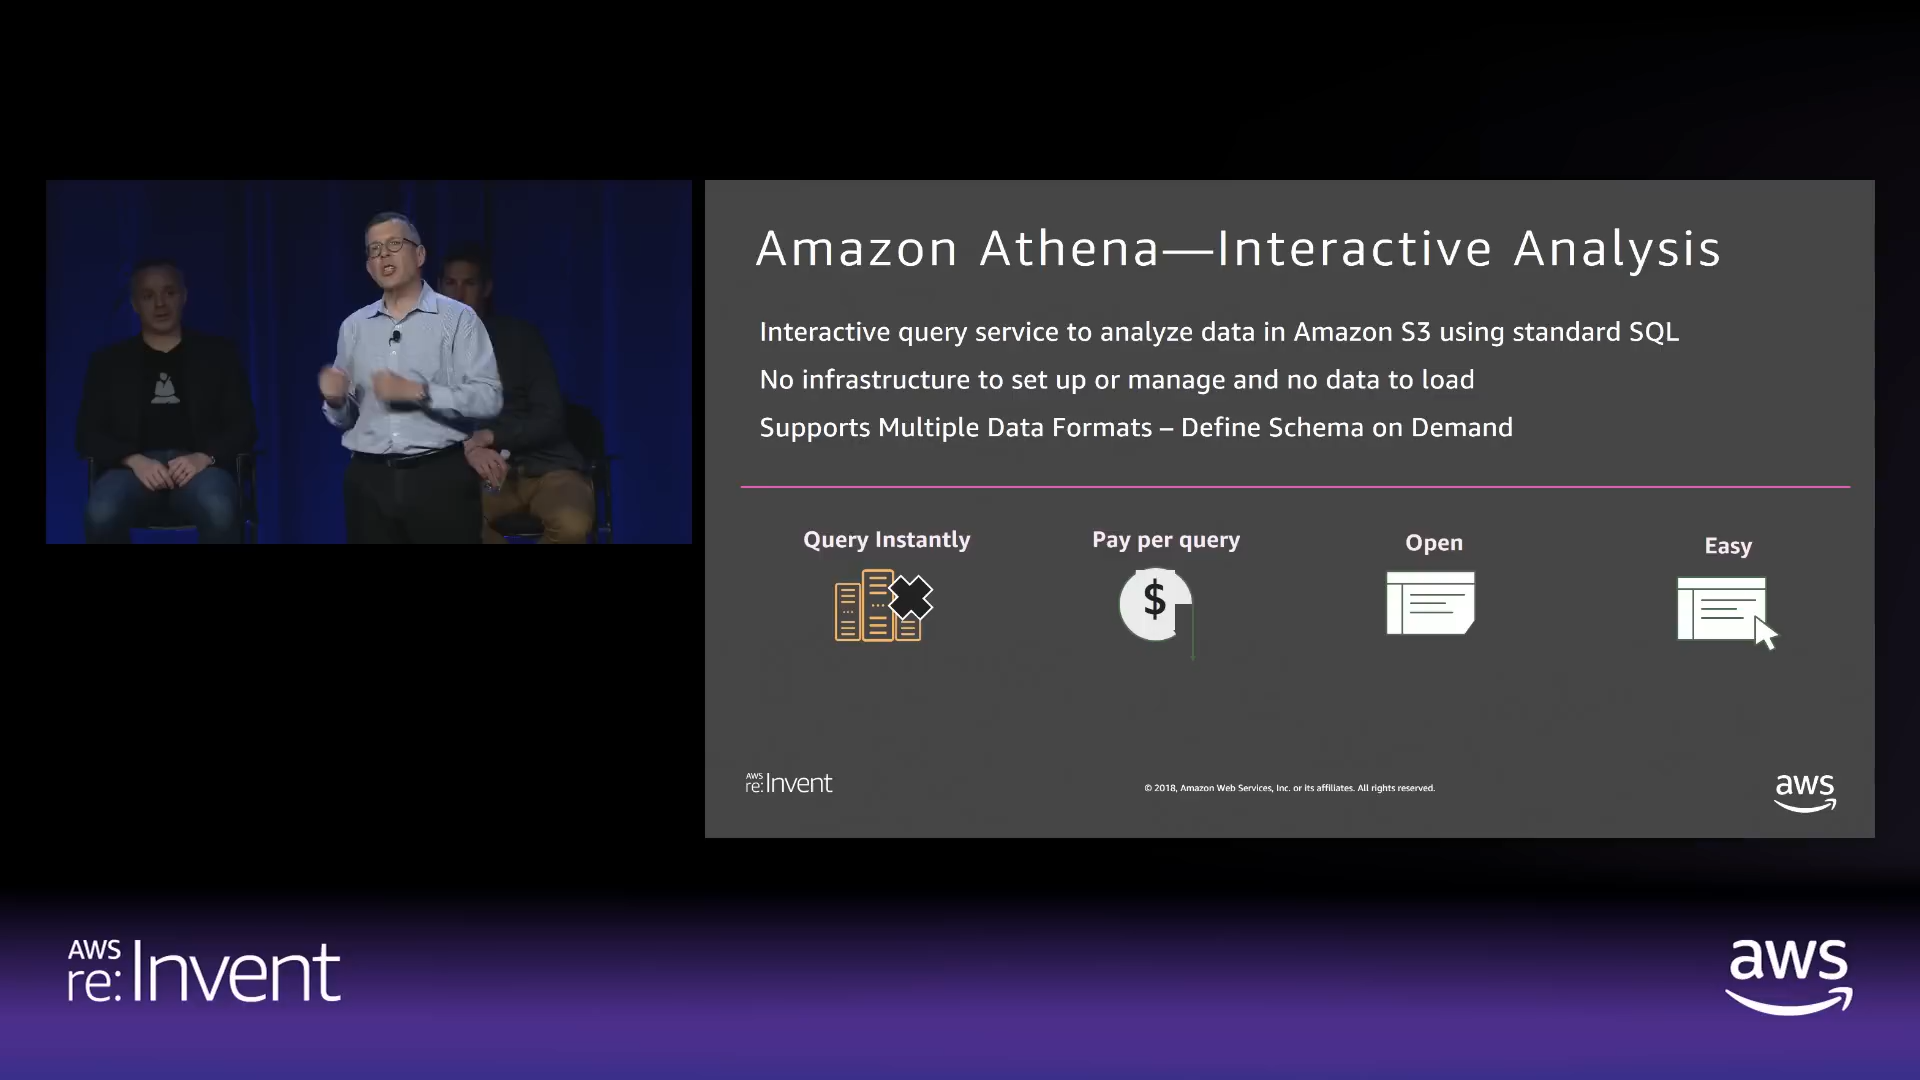 Amazon Athena—Interactive Analysis
Interactive query service to analyze data in Amazon S3 using standard SQL
No infrastructure to set up or manage and no data to load
Supports Multiple Data Formats – Define Schema on Demand
Query Instantly
Pay per query
$
Open
Easy
AWS
re:Invent
© 2018, Amazon Web Services, Inc. or its affiliates. All rights reserved.
aws
AWS
re:Invent
aws